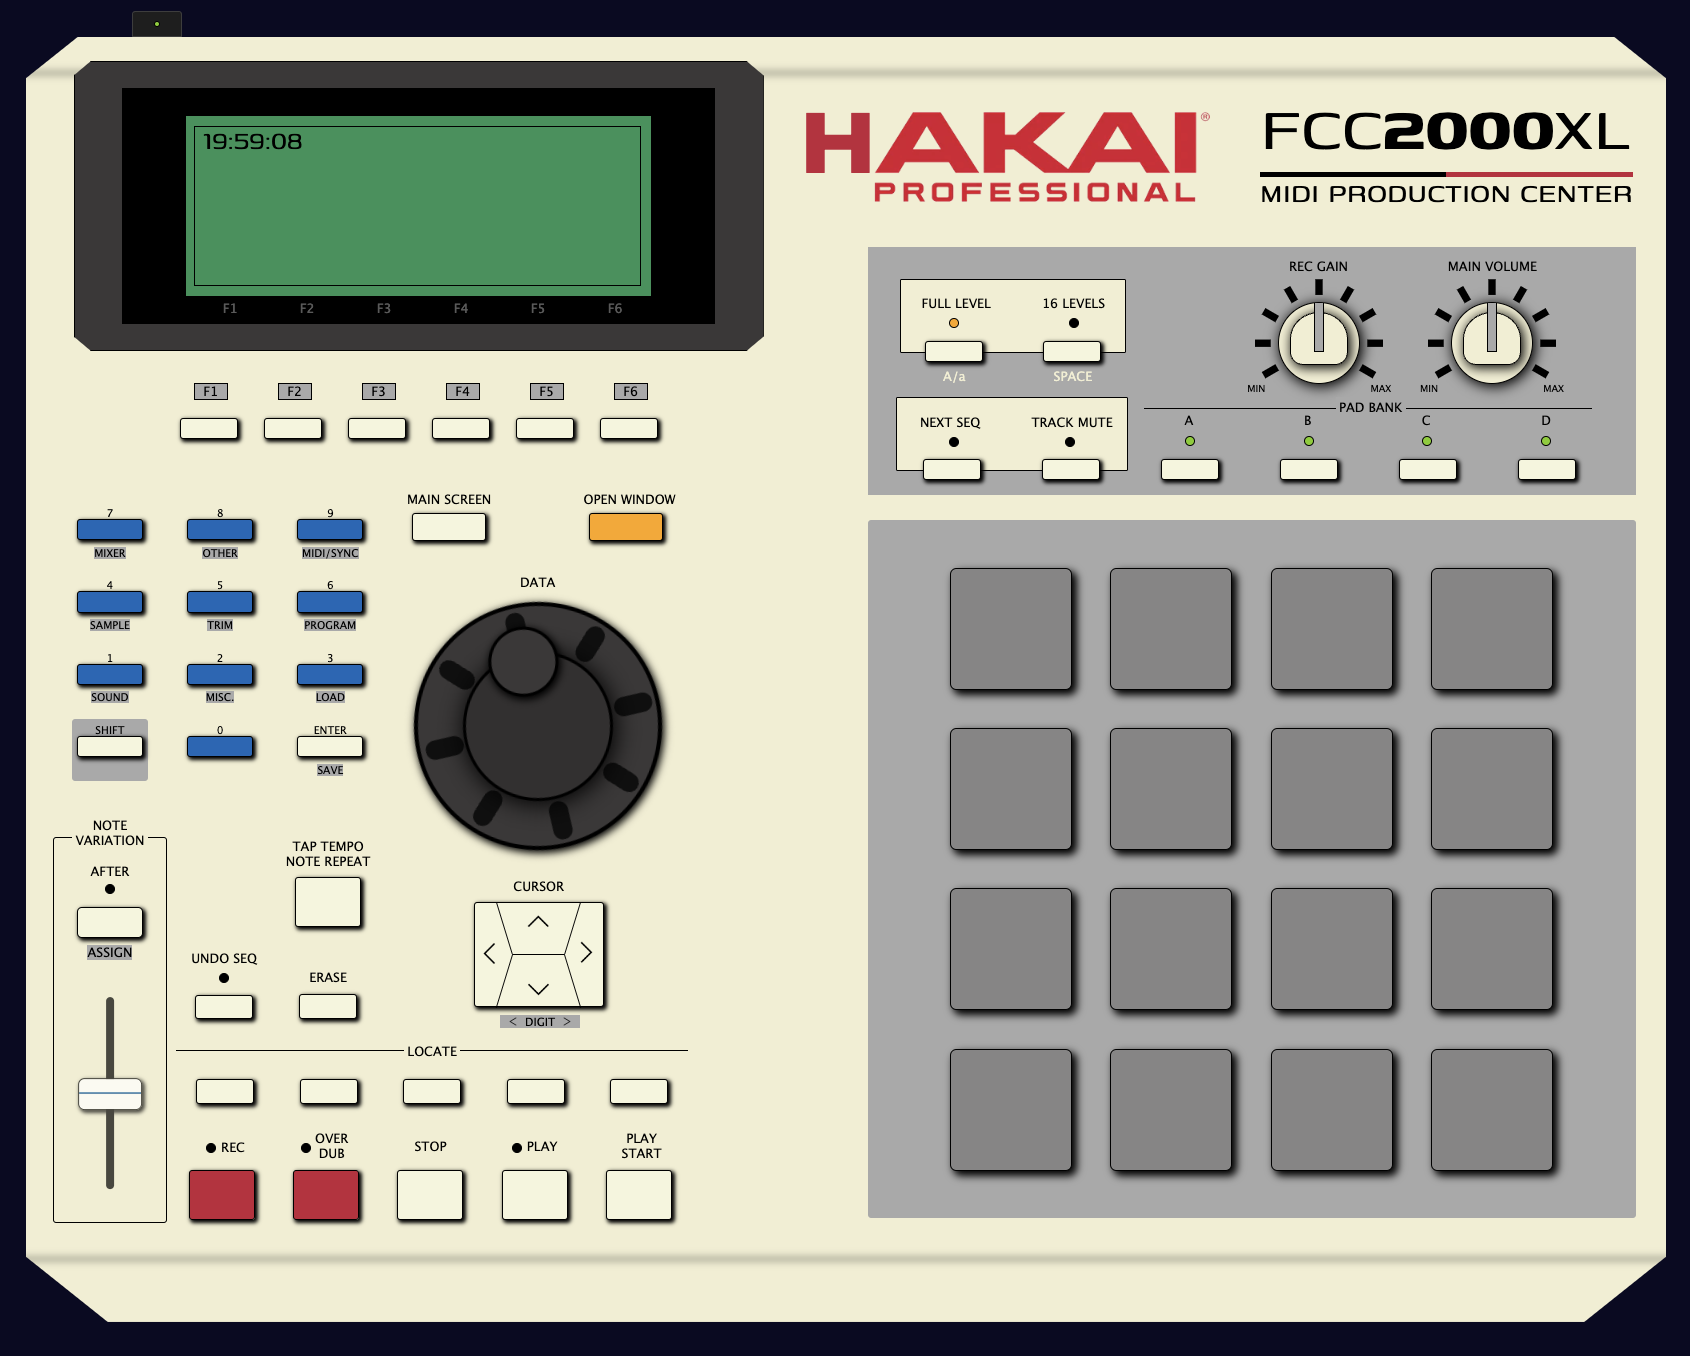 19:59:08
F1 F2 F3 F4 F5 F6
HAKAI®
PROFESSIONAL
FCC2000XL
MIDI PRODUCTION CENTER
F1 F2 F3 F4 F5 F6
FULL LEVEL 16 LEVELS
A/a SPACE
NEXT SEQ TRACK MUTE
REC GAIN MAIN VOLUME
MIN MAX MIN MAX
PAD BANK
A B C D
MAIN SCREEN OPEN WINDOW
7 8 9
MIXER OTHER MIDI/SYNC
4 5 6
SAMPLE TRIM PROGRAM
1 2 3
SOUND MISC. LOAD
SHIFT 0 ENTER
SAVE
DATA
NOTE
VARIATION
AFTER
ASSIGN
TAP TEMPO
NOTE REPEAT
UNDO SEQ ERASE
CURSOR
< DIGIT >
LOCATE
REC
OVER
DUB
STOP
PLAY
PLAY
START